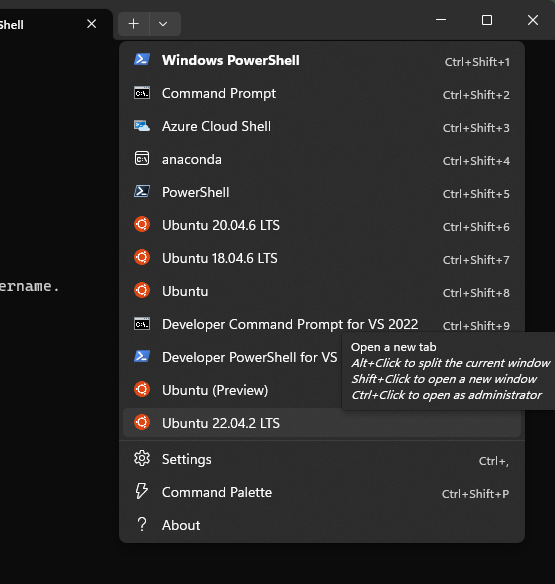 Shell
Windows PowerShell Ctrl+Shift+1
Command Prompt Ctrl+Shift+2
Azure Cloud Shell Ctrl+Shift+3
anaconda Ctrl+Shift+4
PowerShell Ctrl+Shift+5
Ubuntu 20.04.6 LTS Ctrl+Shift+6
Ubuntu 18.04.6 LTS Ctrl+Shift+7
ername.
Ubuntu Ctrl+Shift+8
Developer Command Prompt for VS 2022 Ctrl+Shift+9
Developer PowerShell for VS
Open a new tab
Alt+Click to split the current window
Shift+Click to open a new window
Ctrl+Click to open as administrator
Ubuntu (Preview)
Ubuntu 22.04.2 LTS
Settings Ctrl+,
Command Palette Ctrl+Shift+P
About